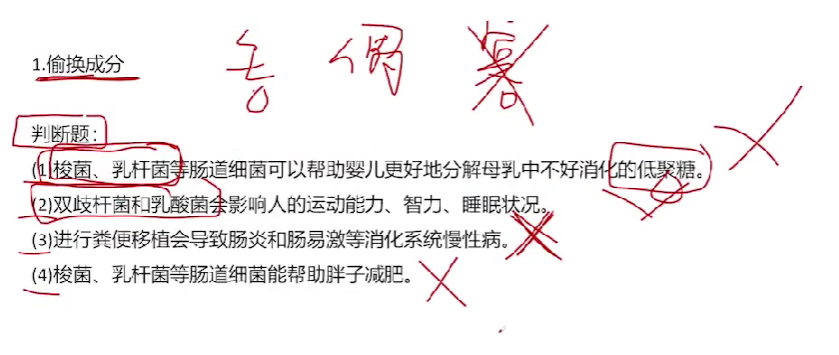 1.偷换成分
判断题：
(1)梭菌、乳杆菌等肠道细菌可以帮助婴儿更好地分解母乳中不好消化的低聚糖。
(2)双歧杆菌和乳酸菌会影响人的运动能力、智力、睡眠状况。
(3)进行粪便移植会导致肠炎和肠易激等消化系统慢性病。
(4)梭菌、乳杆菌等肠道细菌能帮助胖子减肥。